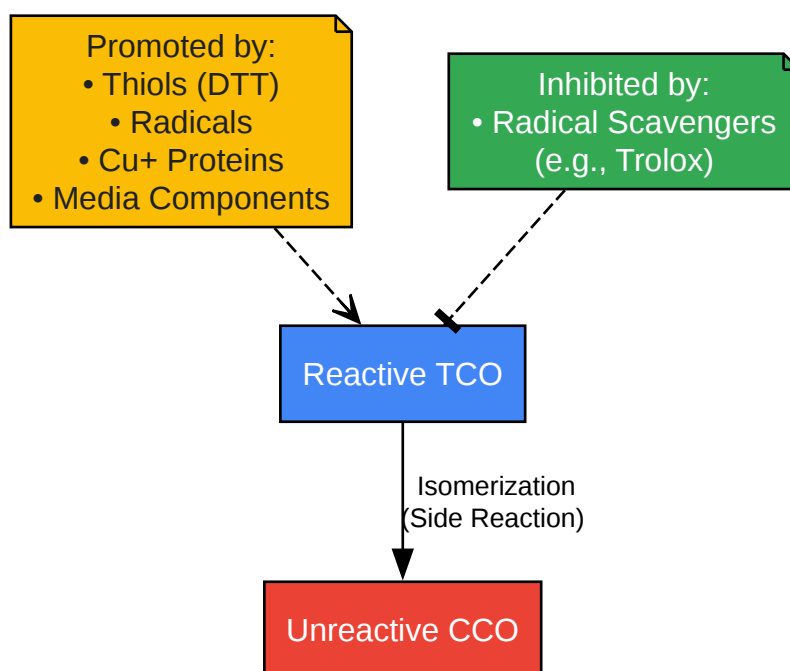 Promoted by:
• Thiols (DTT)
• Radicals
• Cu+ Proteins
• Media Components
Inhibited by:
• Radical Scavengers
(e.g., Trolox)
Reactive TCO
Isomerization
(Side Reaction)
Unreactive CCO